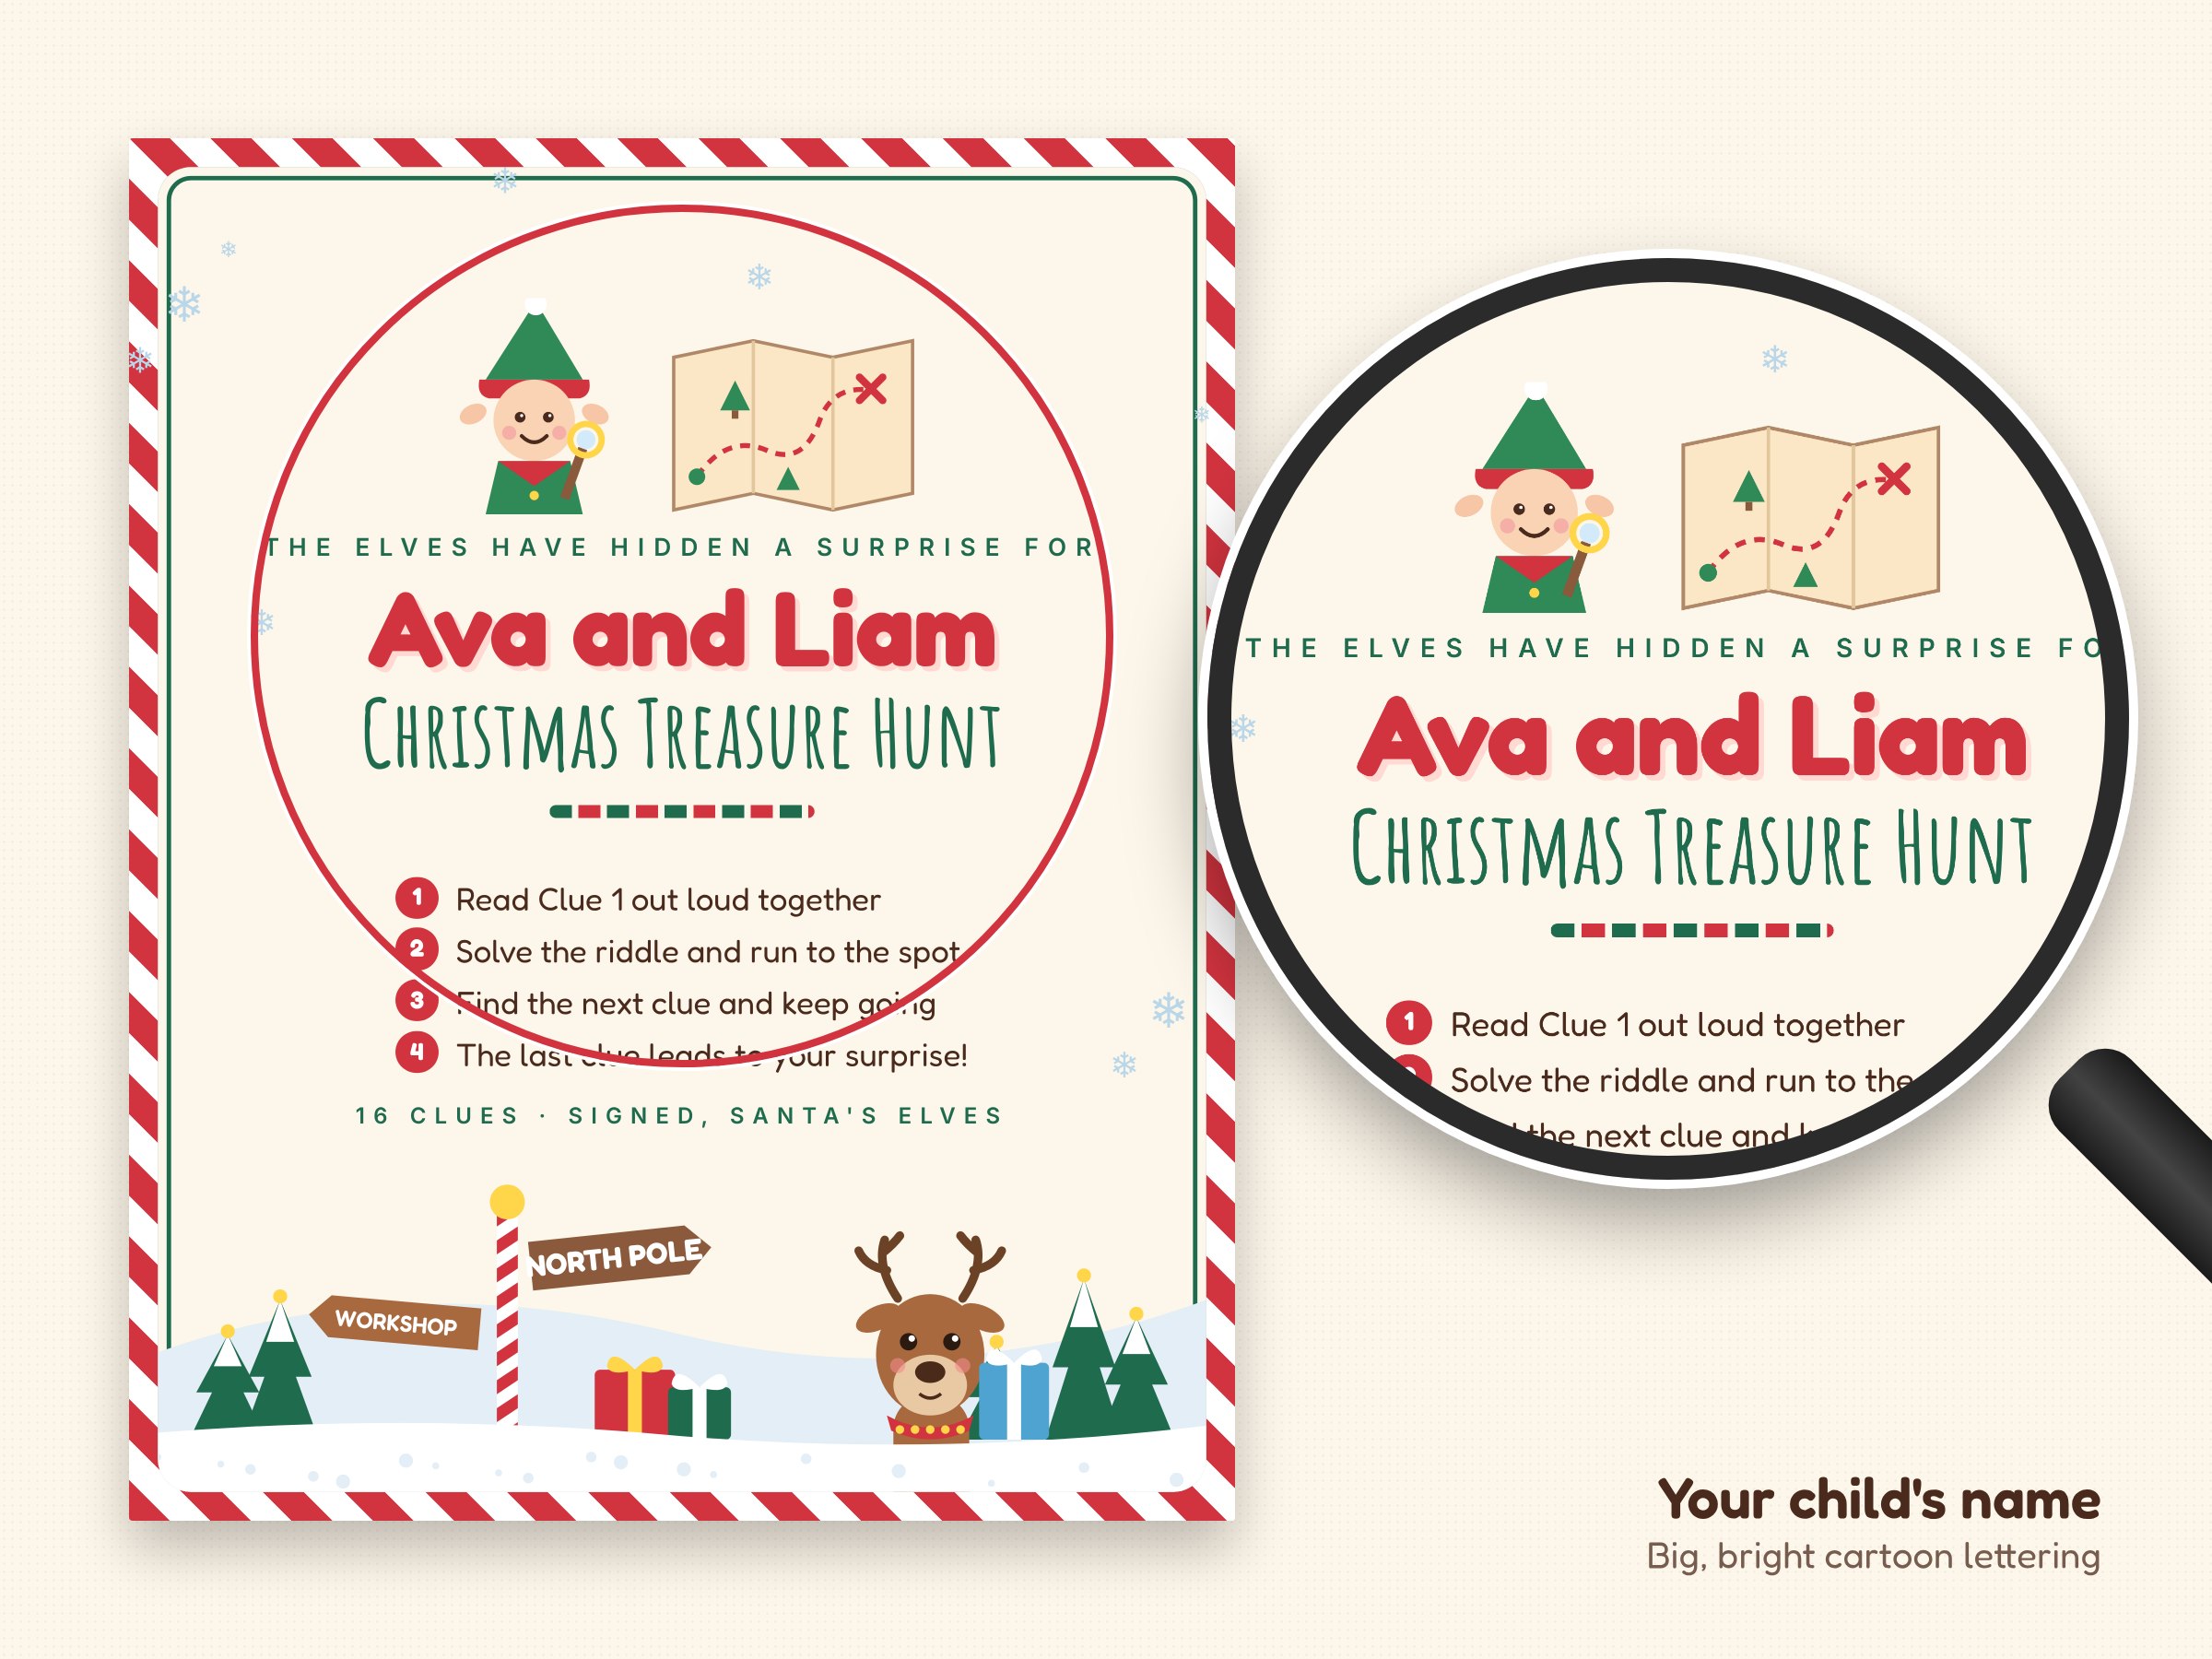 THE ELVES HAVE HIDDEN A SURPRISE FOR
Ava and Liam
Christmas Treasure Hunt
1 Read Clue 1 out loud together
2 Solve the riddle and run to the spot
3 Find the next clue and keep going
4 The last clue leads to your surprise!
16 CLUES · SIGNED, SANTA'S ELVES
NORTH POLE
WORKSHOP
THE ELVES HAVE HIDDEN A SURPRISE FO
Ava and Liam
Christmas Treasure Hunt
1 Read Clue 1 out loud together
Solve the riddle and run to the
the next clue and
Your child's name
Big, bright cartoon lettering